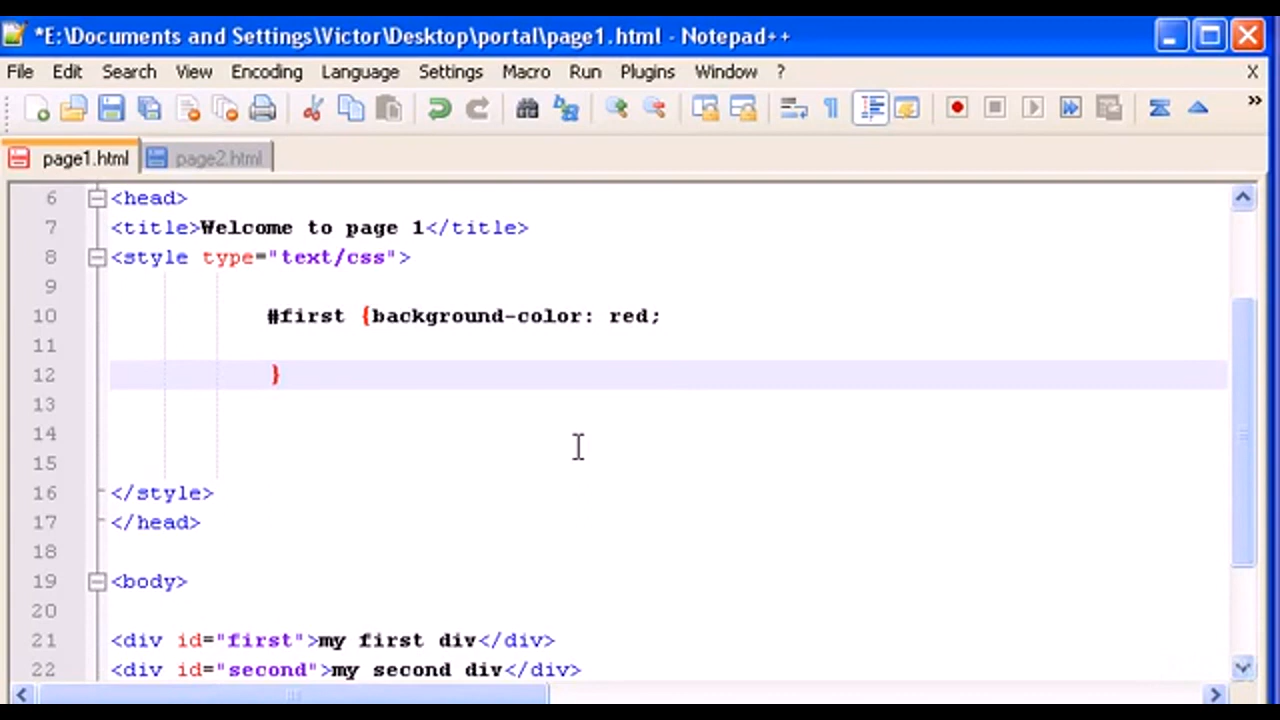 *E:\Documents and Settings\Victor\Desktop\portal\page1.html - Notepad++
File Edit Search View Encoding Language Settings Macro Run Plugins Window ? X
page1.html page2.html
6 <head>
7 <title>Welcome to page 1</title>
8 <style type="text/css">
9
10 #first {background-color: red;
11
12 }
13
14
15
16 </style>
17 </head>
18
19 <body>
20
21 <div id="first">my first div</div>
22 <div id="second">my second div</div>